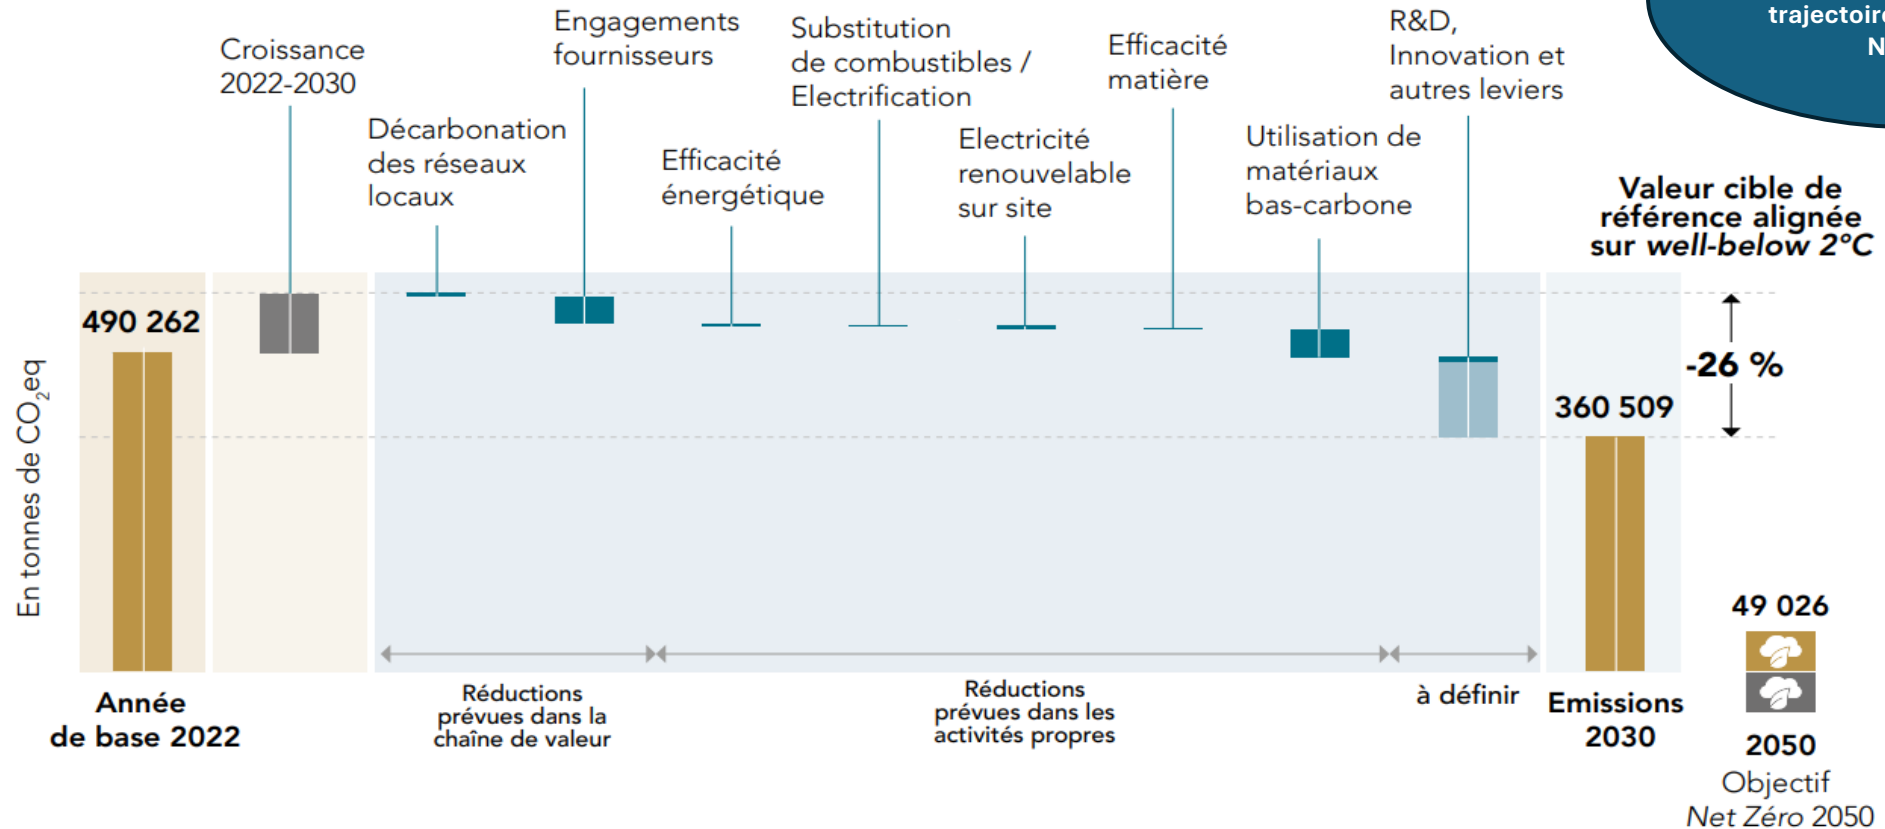 trajectoire
N
Croissance
2022-2030
Décarbonation
des réseaux
locaux
Engagements
fournisseurs
Efficacité
énergétique
Substitution
de combustibles /
Electrification
Electricité
renouvelable
sur site
Efficacité
matière
Utilisation de
matériaux
bas-carbone
R&D,
Innovation et
autres leviers
Valeur cible de
référence alignée
sur well-below 2°C
En tonnes de CO₂eq
490 262
-26 %
360 509
49 026
Année
de base 2022
Réductions
prévues dans la
chaîne de valeur
Réductions
prévues dans les
activités propres
à définir
Emissions
2030
2050
Objectif
Net Zéro 2050